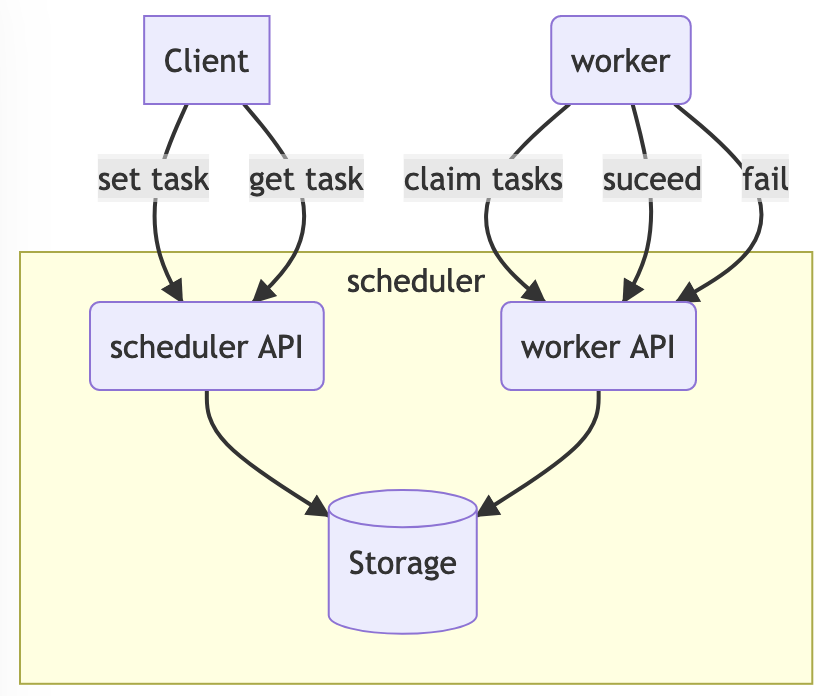 Client
worker
set task
get task
claim tasks
suceed
fail
scheduler
scheduler API
worker API
Storage